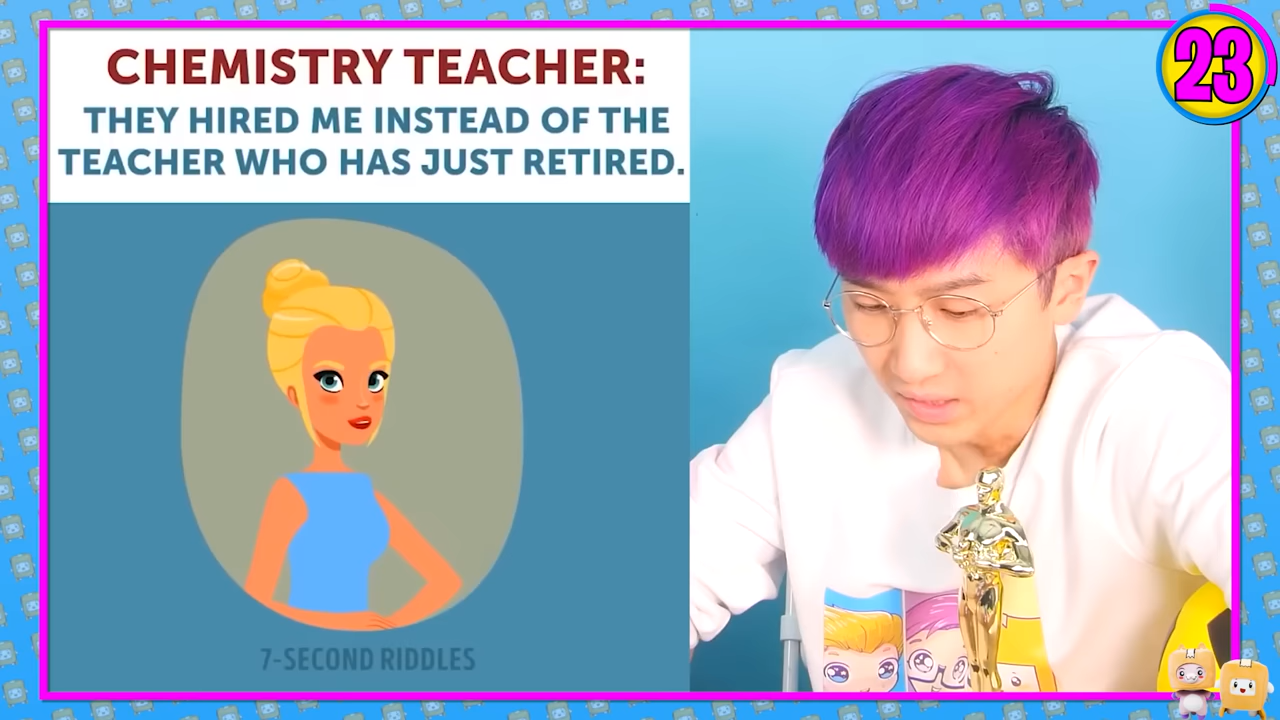 CHEMISTRY TEACHER:
THEY HIRED ME INSTEAD OF THE
TEACHER WHO HAS JUST RETIRED.
23
7-SECOND RIDDLES